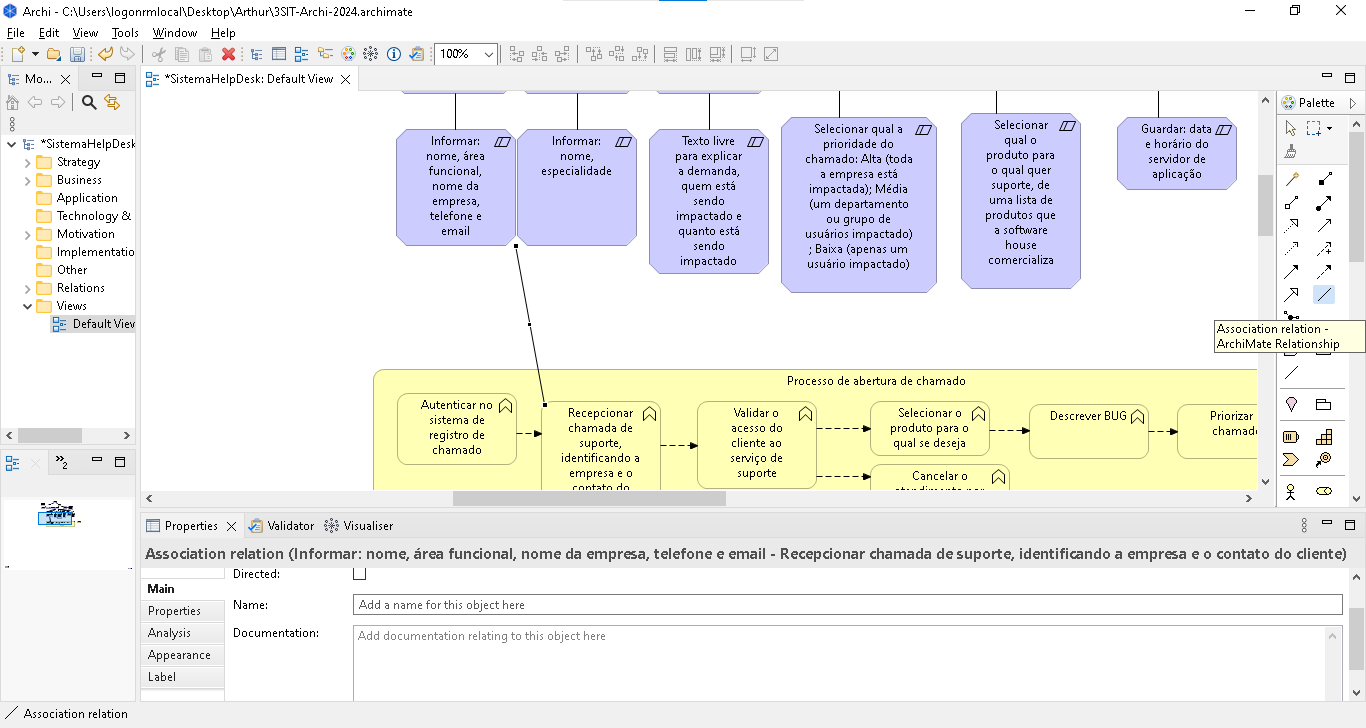 Archi - C:\Users\logonrmlocal\Desktop\Arthur\3SIT-Archi-2024.archimate
File Edit View Tools Window Help
100%
Mo...
*SistemaHelpDesk: Default View
Palette
*SistemaHelpDesk
Strategy
Business
Application
Technology &
Motivation
Implementatio
Other
Relations
Views
Default View
Informar:
nome, área
funcional,
nome da
empresa,
telefone e
email
Informar:
nome,
especialidade
Texto livre
para explicar
a demanda,
quem está
sendo
impactado e
quanto está
sendo
impactado
Selecionar qual a
prioridade do
chamado: Alta (toda
a empresa está
impactada); Média
(um departamento
ou grupo de
usuários impactado)
; Baixa (apenas um
usuário impactado)
Selecionar
qual o
produto para
o qual quer
suporte, de
uma lista de
produtos que
a software
house
comercializa
Guardar: data
e horário do
servidor de
aplicação
Association relation -
ArchiMate Relationship
Processo de abertura de chamado
Autenticar no
sistema de
registro de
chamado
Recepcionar
chamada de
suporte,
identificando a
empresa e o
contato do
Validar o
acesso do
cliente ao
serviço de
suporte
Selecionar o
produto para o
qual se deseja
Cancelar o
atendimento por
Descrever BUG
Priorizar
chamado
»2
Properties
Validator
Visualiser
Association relation (Informar: nome, área funcional, nome da empresa, telefone e email - Recepcionar chamada de suporte, identificando a empresa e o contato do cliente)
Main
Properties
Analysis
Appearance
Label
Directed:
Name:
Add a name for this object here
Documentation:
Add documentation relating to this object here
Association relation